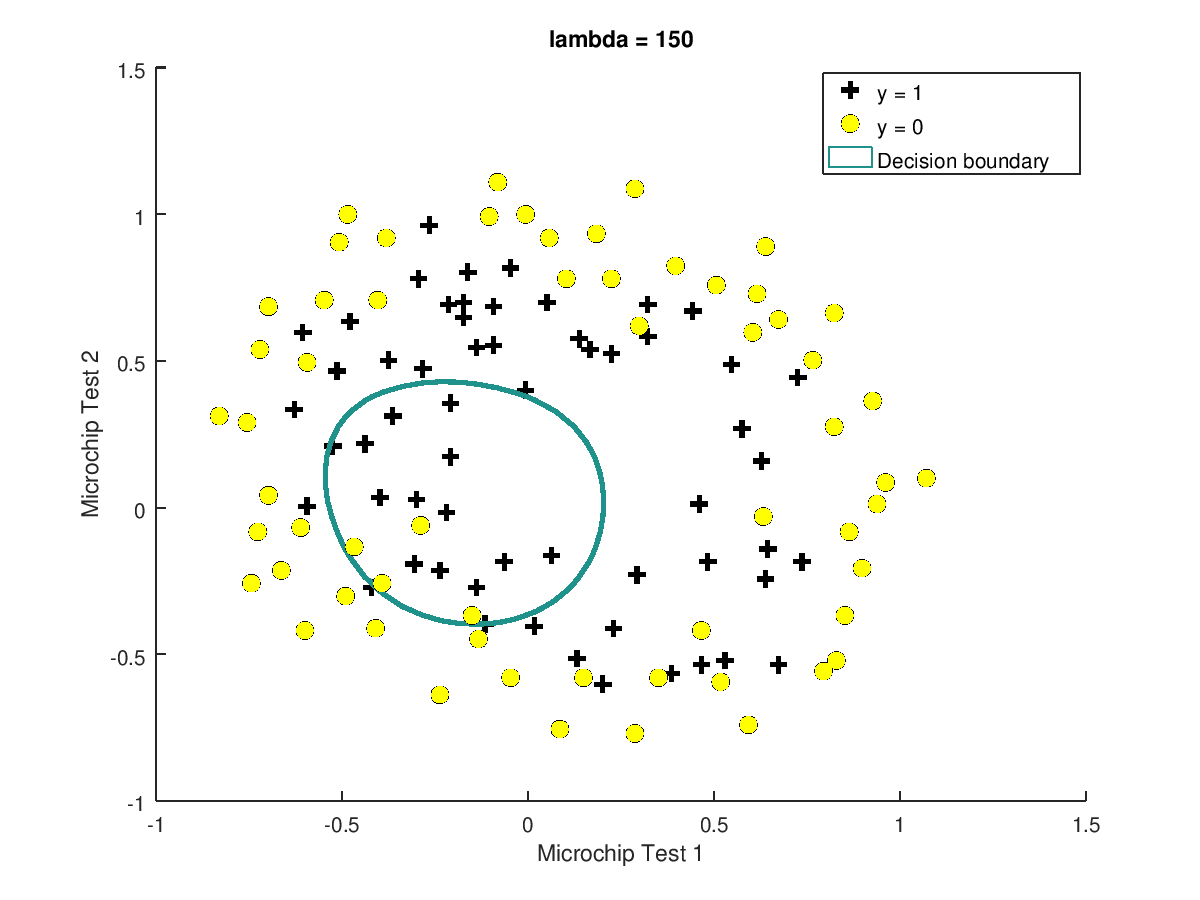 lambda = 150
1.5
1
0.5
0
-0.5
-1
-1
-0.5
0
0.5
1
1.5
Microchip Test 1
Microchip Test 2
y = 1
y = 0
Decision boundary